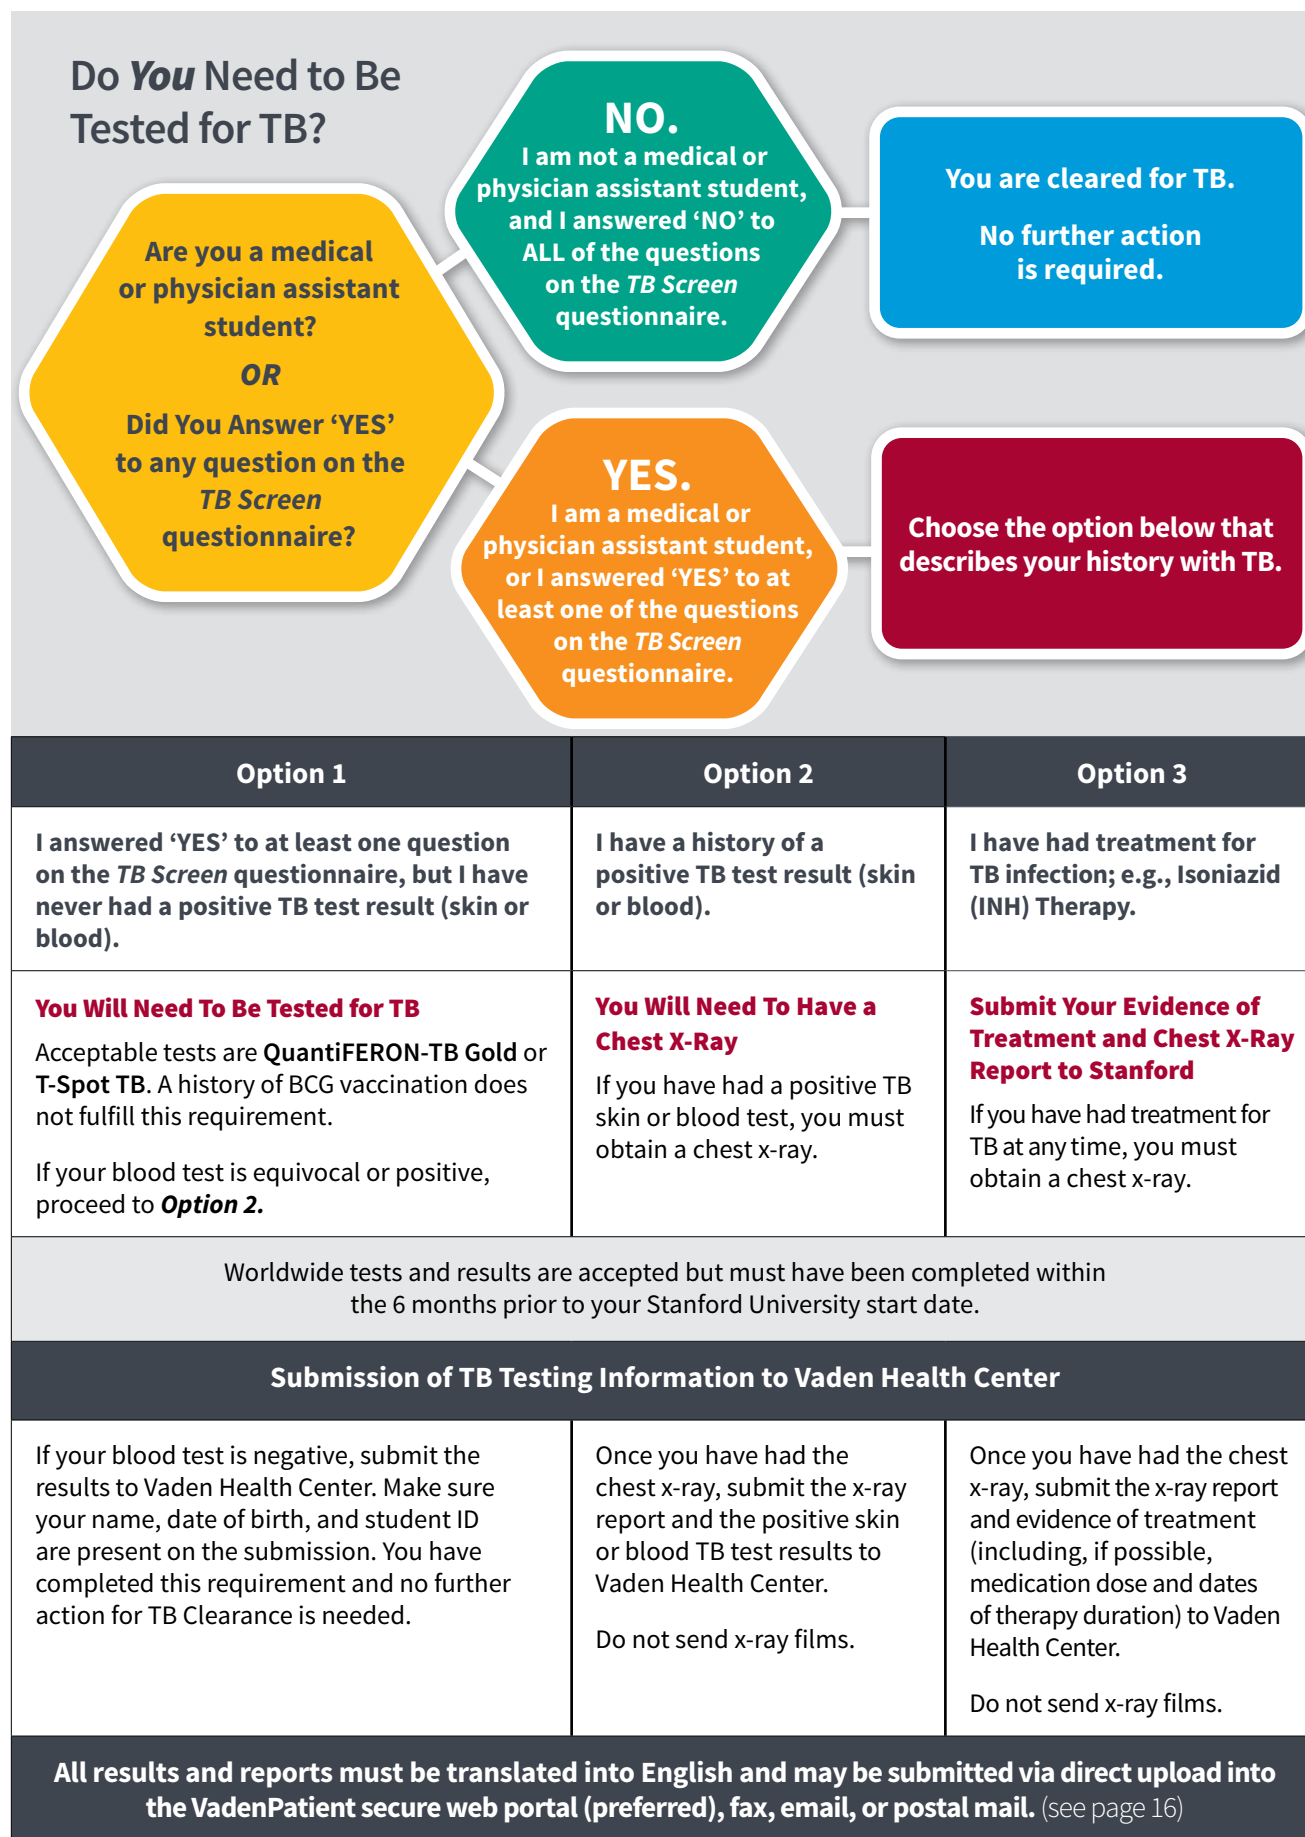 Do You Need to Be
Tested for TB?
Are you a medical
or physician assistant
student?
OR
Did You Answer ‘YES’
to any question on the
TB Screen
questionnaire?
NO.
I am not a medical or
physician assistant student,
and I answered ‘NO’ to
ALL of the questions
on the TB Screen
questionnaire.
You are cleared for TB.
No further action
is required.
YES.
I am a medical or
physician assistant student,
or I answered ‘YES’ to at
least one of the questions
on the TB Screen
questionnaire.
Choose the option below that
describes your history with TB.
Option 1
Option 2
Option 3
I answered ‘YES’ to at least one question
on the TB Screen questionnaire, but I have
never had a positive TB test result (skin or
blood).
I have a history of a
positive TB test result (skin
or blood).
I have had treatment for
TB infection; e.g., Isoniazid
(INH) Therapy.
You Will Need To Be Tested for TB
Acceptable tests are QuantiFERON-TB Gold or
T-Spot TB. A history of BCG vaccination does
not fulfill this requirement.
If your blood test is equivocal or positive,
proceed to Option 2.
You Will Need To Have a
Chest X-Ray
If you have had a positive TB
skin or blood test, you must
obtain a chest x-ray.
Submit Your Evidence of
Treatment and Chest X-Ray
Report to Stanford
If you have had treatment for
TB at any time, you must
obtain a chest x-ray.
Worldwide tests and results are accepted but must have been completed within
the 6 months prior to your Stanford University start date.
Submission of TB Testing Information to Vaden Health Center
If your blood test is negative, submit the
results to Vaden Health Center. Make sure
your name, date of birth, and student ID
are present on the submission. You have
completed this requirement and no further
action for TB Clearance is needed.
Once you have had the
chest x-ray, submit the x-ray
report and the positive skin
or blood TB test results to
Vaden Health Center.
Do not send x-ray films.
Once you have had the chest
x-ray, submit the x-ray report
and evidence of treatment
(including, if possible,
medication dose and dates
of therapy duration) to Vaden
Health Center.
Do not send x-ray films.
All results and reports must be translated into English and may be submitted via direct upload into
the VadenPatient secure web portal (preferred), fax, email, or postal mail. (see page 16)